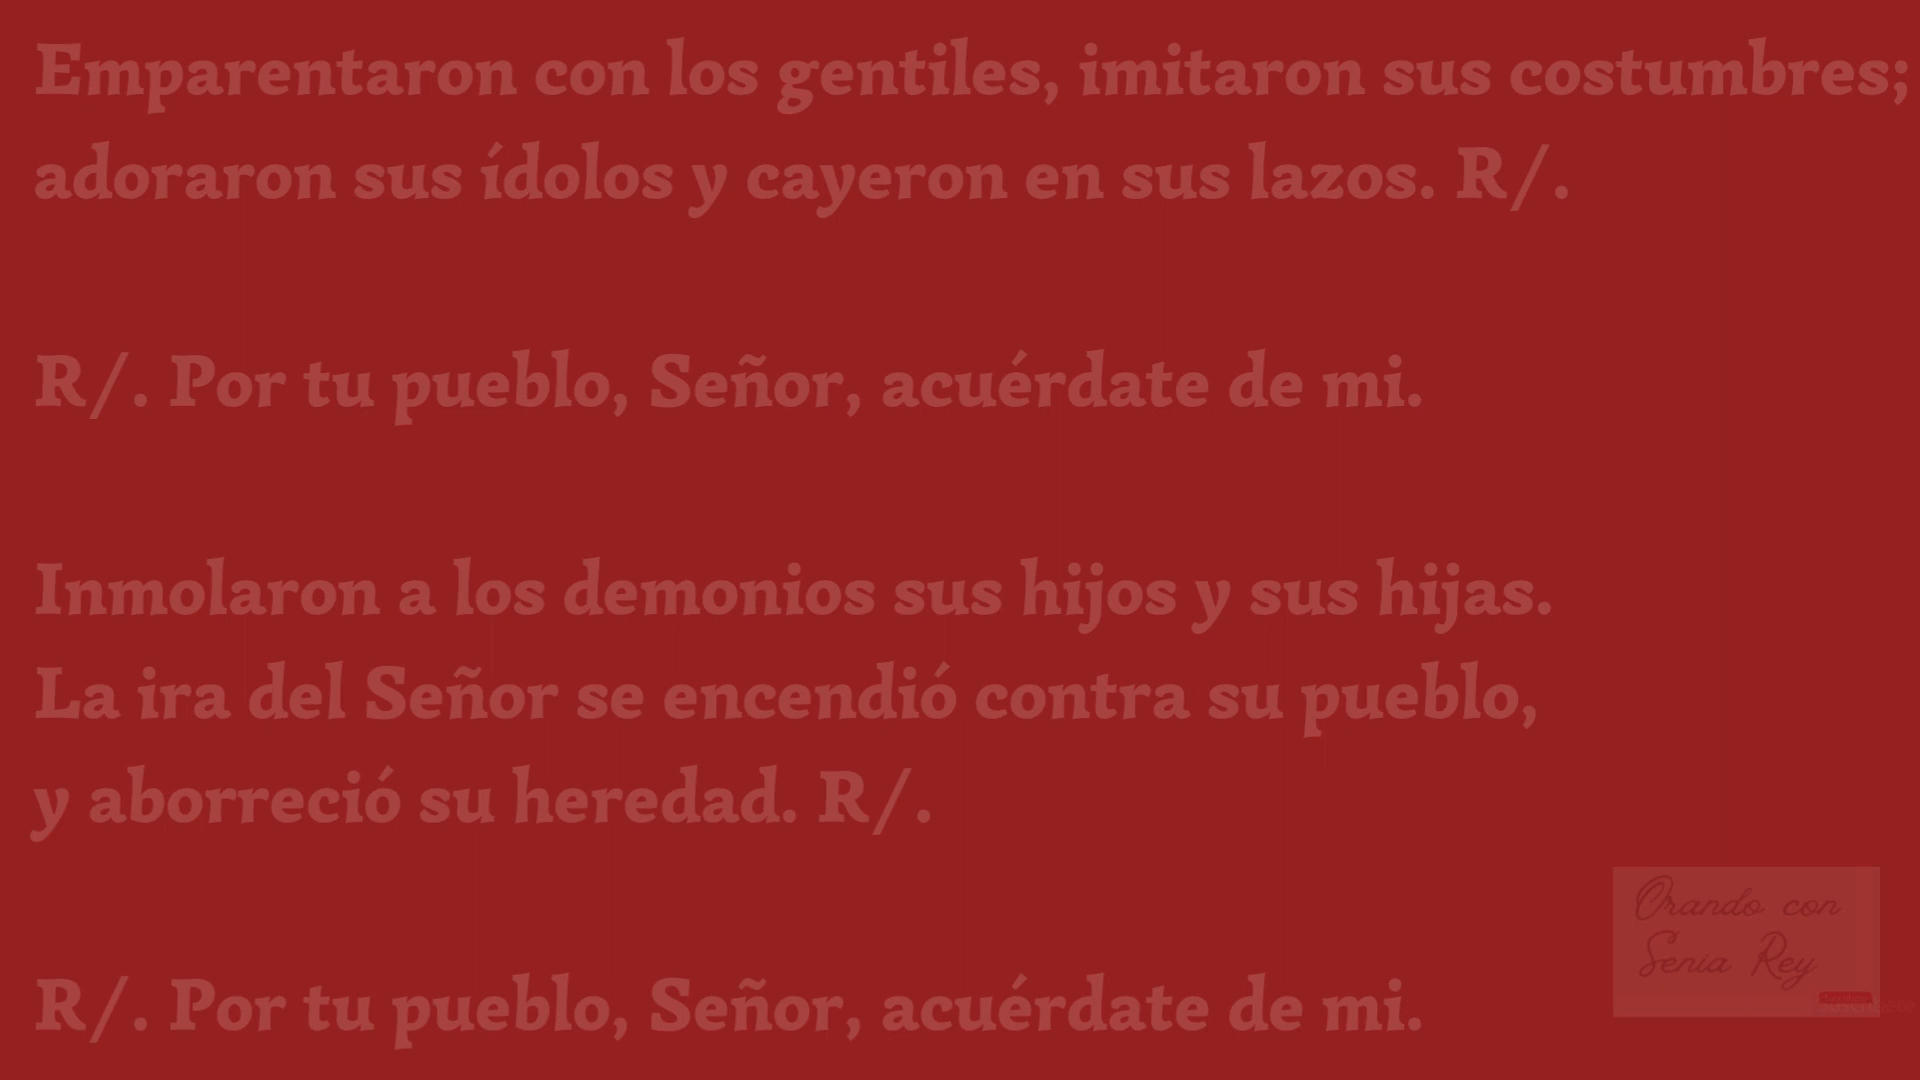 Emparentaron con los gentiles, imitaron sus costumbres;
adoraron sus ídolos y cayeron en sus lazos. R/.
R/. Por tu pueblo, Señor, acuérdate de mi.
Inmolaron a los demonios sus hijos y sus hijas.
La ira del Señor se encendió contra su pueblo,
y aborreció su heredad. R/.
R/. Por tu pueblo, Señor, acuérdate de mi.
Orando con
Senia Rey